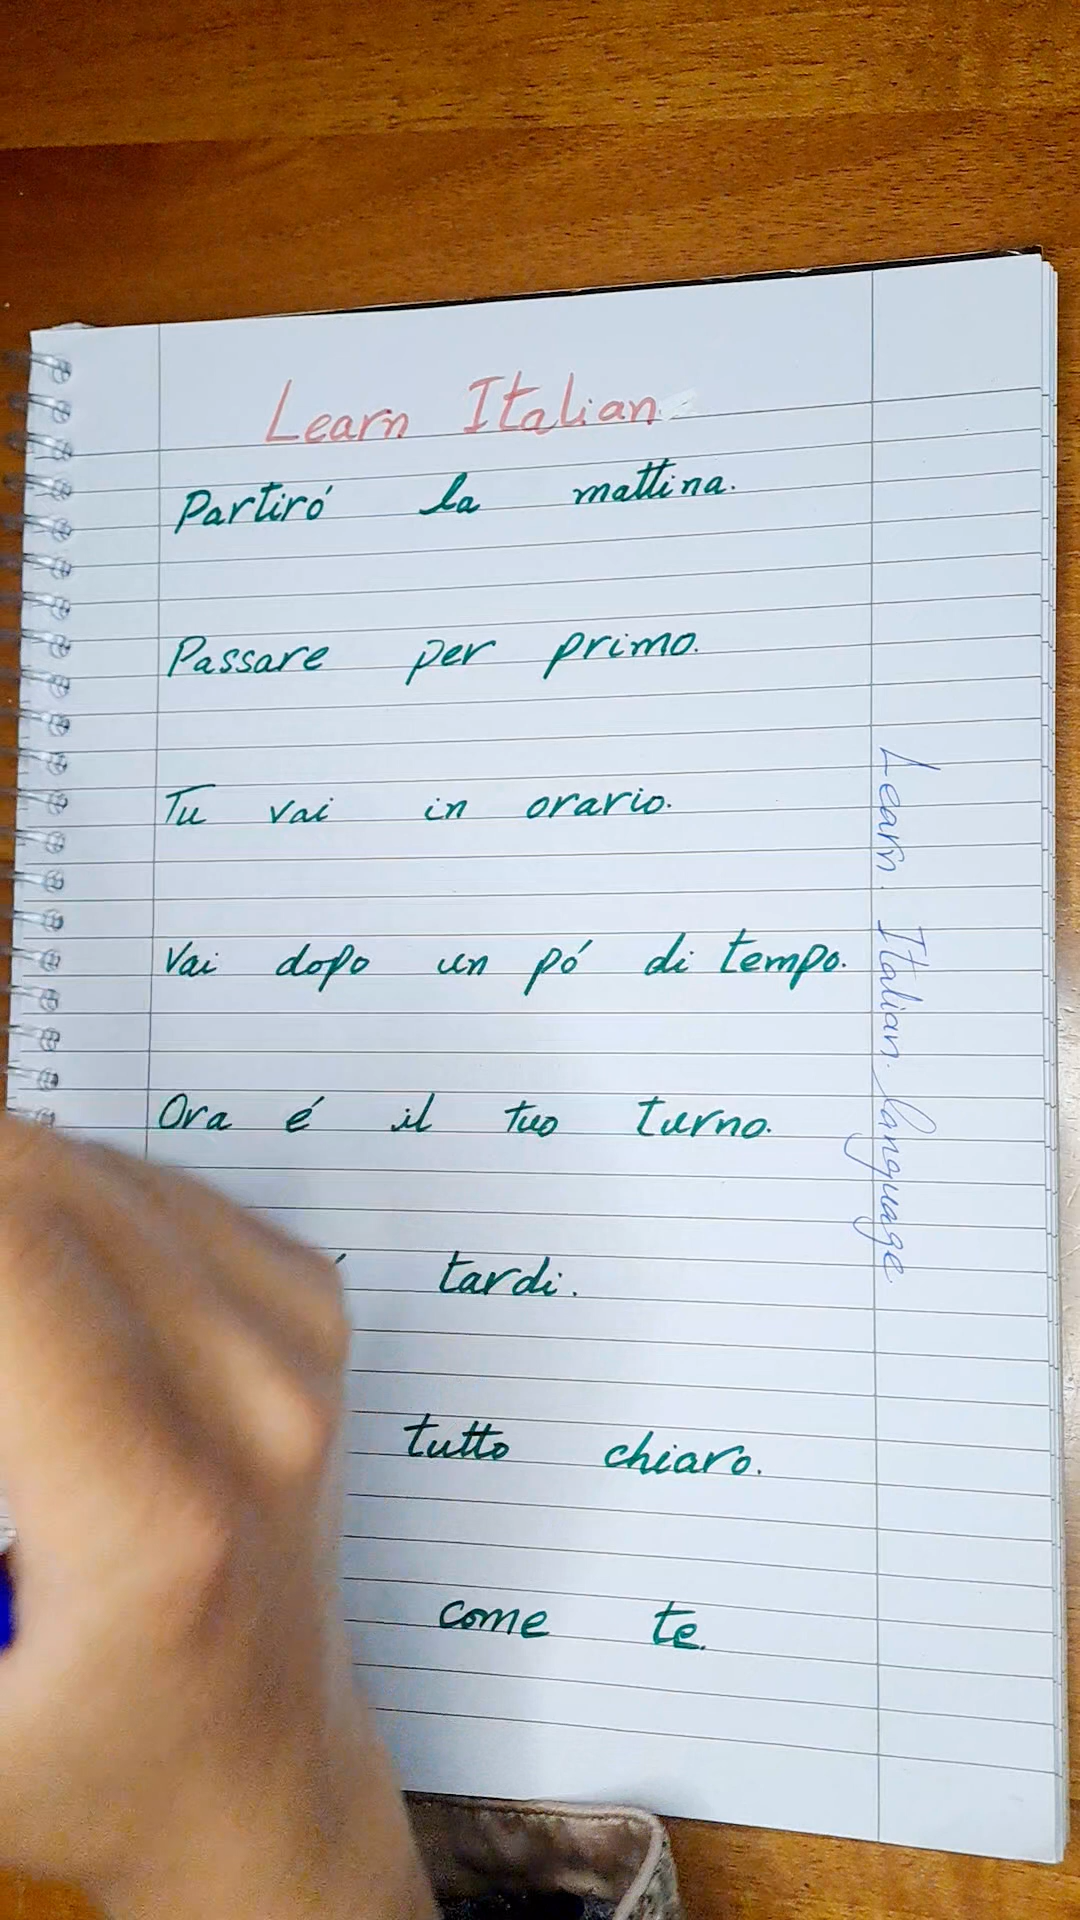 Learn Italian
Partiró la mattina.
Passare per primo.
Tu vai in orario.
Vai dopo un pó di tempo.
Ora é il tuo turno.
tardi.
tutto chiaro.
come te.
Learn. Italian. language